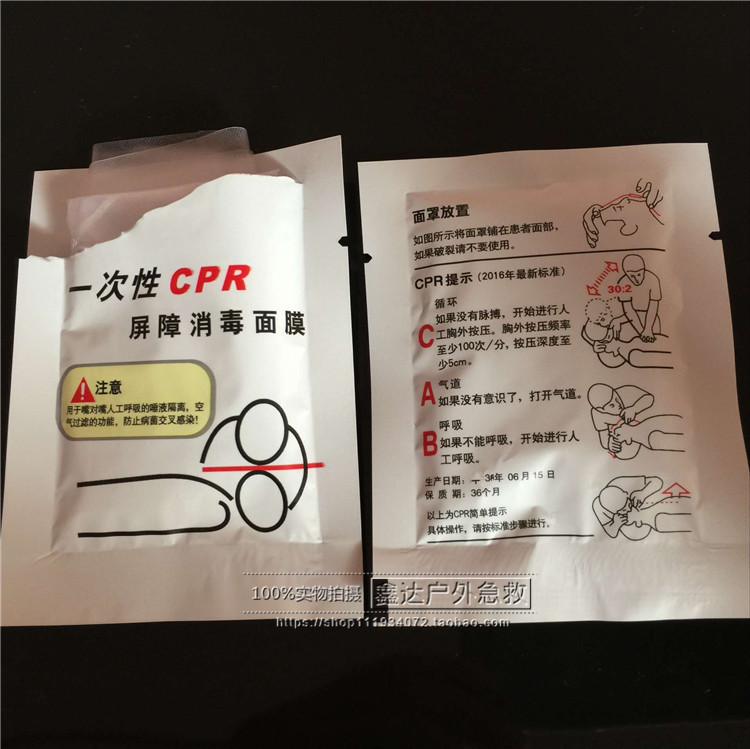 一次性CPR
屏障消毒面膜
注意
用于嘴对嘴人工呼吸的唾液隔离，空
气过滤的功能，防止病菌交叉感染！
面罩放置
如图所示将面罩铺在患者面部，
如果破裂请不要使用。
CPR提示（2016年最新标准）
30:2
循环
C
如果没有脉搏，开始进行人
工胸外按压。胸外按压频率
至少100次/分，按压深度至
少5cm。
气道
A
如果没有意识了，打开气道。
呼吸
B
如果不能呼吸，开始进行人
工呼吸。
生产日期： 年 06 月 15 日
保 质 期：36个月
以上为CPR简单提示
具体操作，请按标准步骤进行。
100%实物拍摄 鑫达户外急救
https://shop111934072.taobao.com